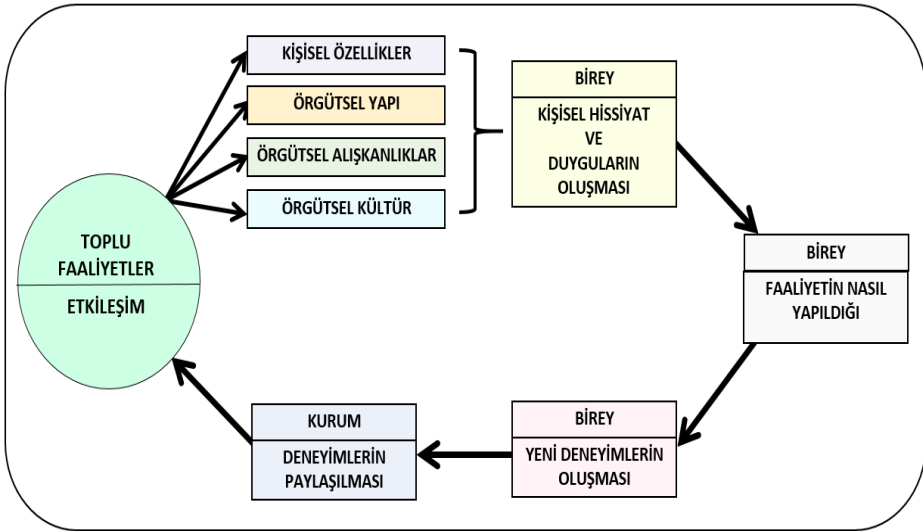 KİŞİSEL ÖZELLİKLER
ÖRGÜTSEL YAPI
ÖRGÜTSEL ALIŞKANLIKLAR
ÖRGÜTSEL KÜLTÜR
BİREY
KİŞİSEL HİSSİYAT
VE
DUYGULARIN
OLUŞMASI
TOPLU
FAALİYETLER
ETKİLEŞİM
BİREY
FAALİYETİN NASIL
YAPILDIĞI
BİREY
YENİ DENEYİMLERİN
OLUŞMASI
KURUM
DENEYİMLERİN
PAYLAŞILMASI